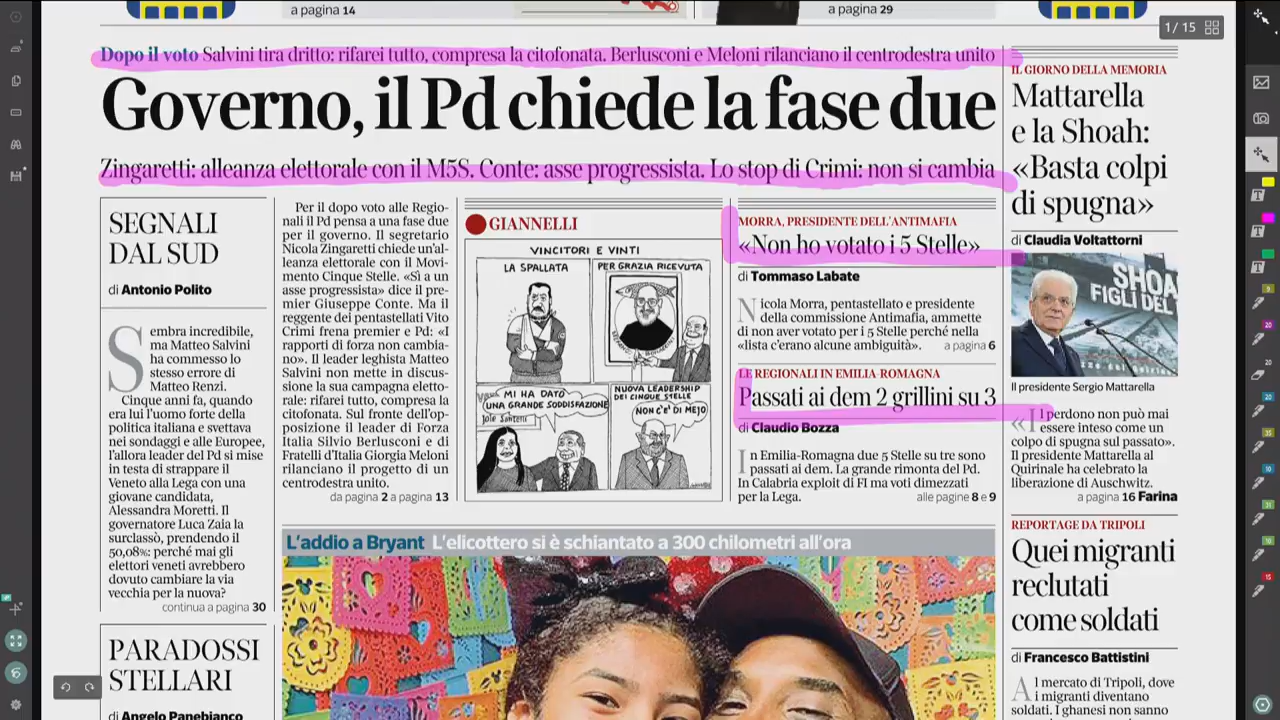 a pagina 14
a pagina 29
1 / 15
Dopo il voto Salvini tira dritto: rifarei tutto, compresa la citofonata. Berlusconi e Meloni rilanciano il centrodestra unito
Governo, il Pd chiede la fase due
Zingaretti: alleanza elettorale con il M5S. Conte: asse progressista. Lo stop di Crimi: non si cambia
SEGNALI
DAL SUD
di Antonio Polito
Sembra incredibile,
ma Matteo Salvini
ha commesso lo
stesso errore di
Matteo Renzi.
Cinque anni fa, quando
era lui l'uomo forte della
politica italiana e svettava
nei sondaggi e alle Europee,
l'allora leader del Pd si mise
in testa di strappare il
Veneto alla Lega con una
giovane candidata,
Alessandra Moretti. Il
governatore Luca Zaia la
surclassò, prendendo il
50,08%: perché mai gli
elettori veneti avrebbero
dovuto cambiare la via
vecchia per la nuova?
continua a pagina 30
PARADOSSI
STELLARI
di Angelo Panebianco
Per il dopo voto alle Regio-
nali il Pd pensa a una fase due
per il governo. Il segretario
Nicola Zingaretti chiede un'al-
leanza elettorale con il Movi-
mento Cinque Stelle. «Sì a un
asse progressista» dice il pre-
mier Giuseppe Conte. Ma il
reggente dei pentastellati Vito
Crimi frena premier e Pd: «I
rapporti di forza non cambia-
no». Il leader leghista Matteo
Salvini non mette in discus-
sione la sua campagna eletto-
rale: rifarei tutto, compresa la
citofonata. Sul fronte dell'op-
posizione il leader di Forza
Italia Silvio Berlusconi e di
Fratelli d'Italia Giorgia Meloni
rilanciano il progetto di un
centrodestra unito.
da pagina 2 a pagina 13
GIANNELLI
VINCITORI E VINTI
LA SPALLATA
PER GRAZIA RICEVUTA
MI HA DATO
UNA GRANDE SODDISFAZIONE
Jole Santelli
NUOVA LEADERSHIP
DEI CINQUE STELLE
NON C'E' DI MEJO
MORRA, PRESIDENTE DELL'ANTIMAFIA
«Non ho votato i 5 Stelle»
di Tommaso Labate
Nicola Morra, pentastellato e presidente
della commissione Antimafia, ammette
di non aver votato per i 5 Stelle perché nella
«lista c'erano alcune ambiguità». a pagina 6
LE REGIONALI IN EMILIA-ROMAGNA
Passati ai dem 2 grillini su 3
di Claudio Bozza
In Emilia-Romagna due 5 Stelle su tre sono
passati ai dem. La grande rimonta del Pd.
In Calabria exploit di FI ma voti dimezzati
per la Lega. alle pagine 8 e 9
L'addio a Bryant L'elicottero si è schiantato a 300 chilometri all'ora
IL GIORNO DELLA MEMORIA
Mattarella
e la Shoah:
«Basta colpi
di spugna»
di Claudia Voltattorni
SHOA
FIGLI DEL
Il presidente Sergio Mattarella
«Il perdono non può mai
essere inteso come un
colpo di spugna sul passato».
Il presidente Mattarella al
Quirinale ha celebrato la
liberazione di Auschwitz.
a pagina 16 Farina
REPORTAGE DA TRIPOLI
Quei migranti
reclutati
come soldati
di Francesco Battistini
Al mercato di Tripoli, dove
i migranti diventano
soldati. I ghanesi non sanno